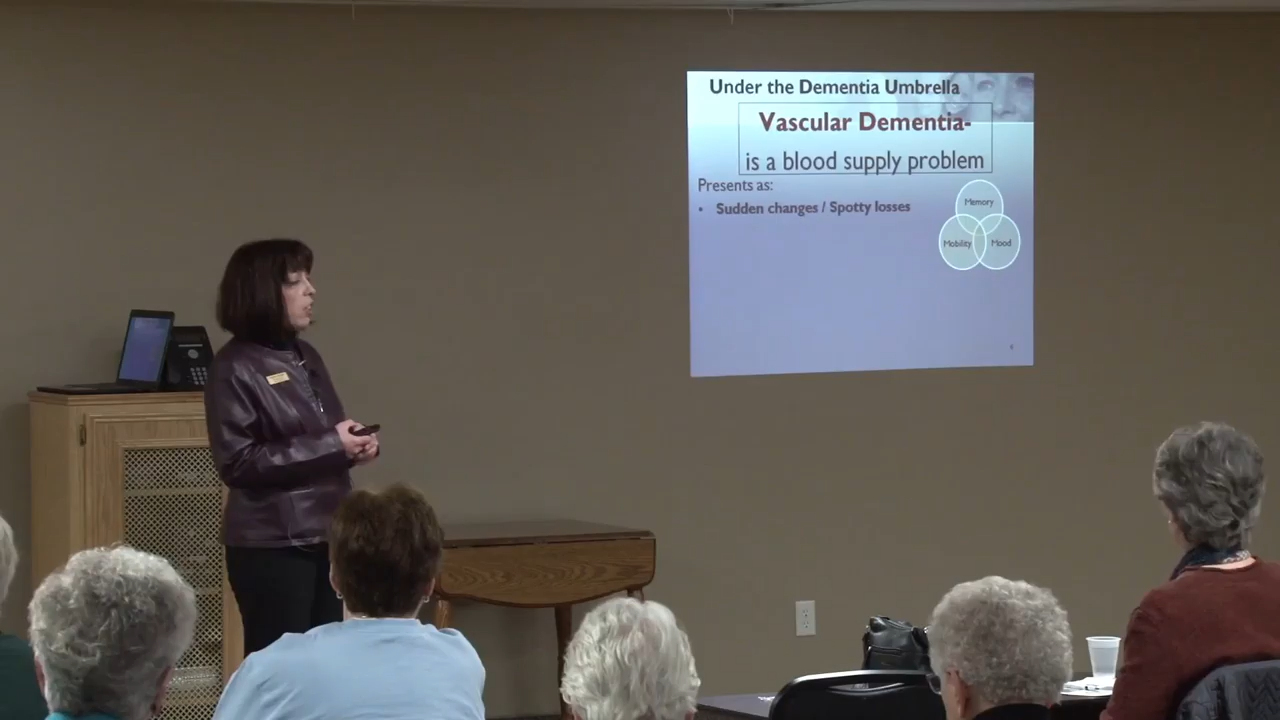 Under the Dementia Umbrella
Vascular Dementia-
is a blood supply problem
Presents as:
• Sudden changes / Spotty losses
Memory
Mobility
Mood